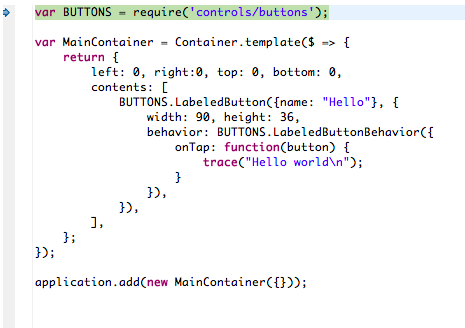 var BUTTONS = require('controls/buttons');
var MainContainer = Container.template($ => {
    return {
        left: 0, right:0, top: 0, bottom: 0,
        contents: [
            BUTTONS.LabeledButton({name: "Hello"}, {
                width: 90, height: 36,
                behavior: BUTTONS.LabeledButtonBehavior({
                    onTap: function(button) {
                        trace("Hello world\n");
                    }
                }),
            }),
        ],
    };
});
application.add(new MainContainer({}));